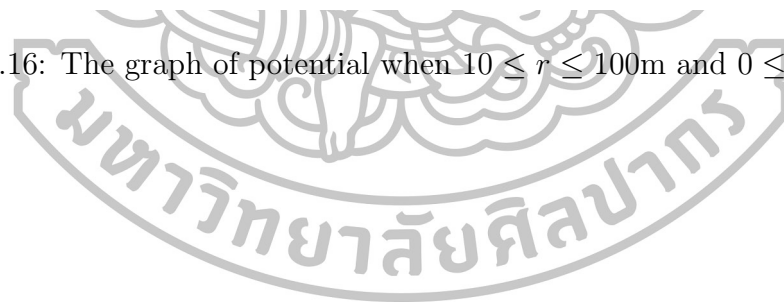 .16: The graph of potential when 10 ≤ r ≤ 100m and 0 ≤
มหาวิทยาลัยศิลปากร